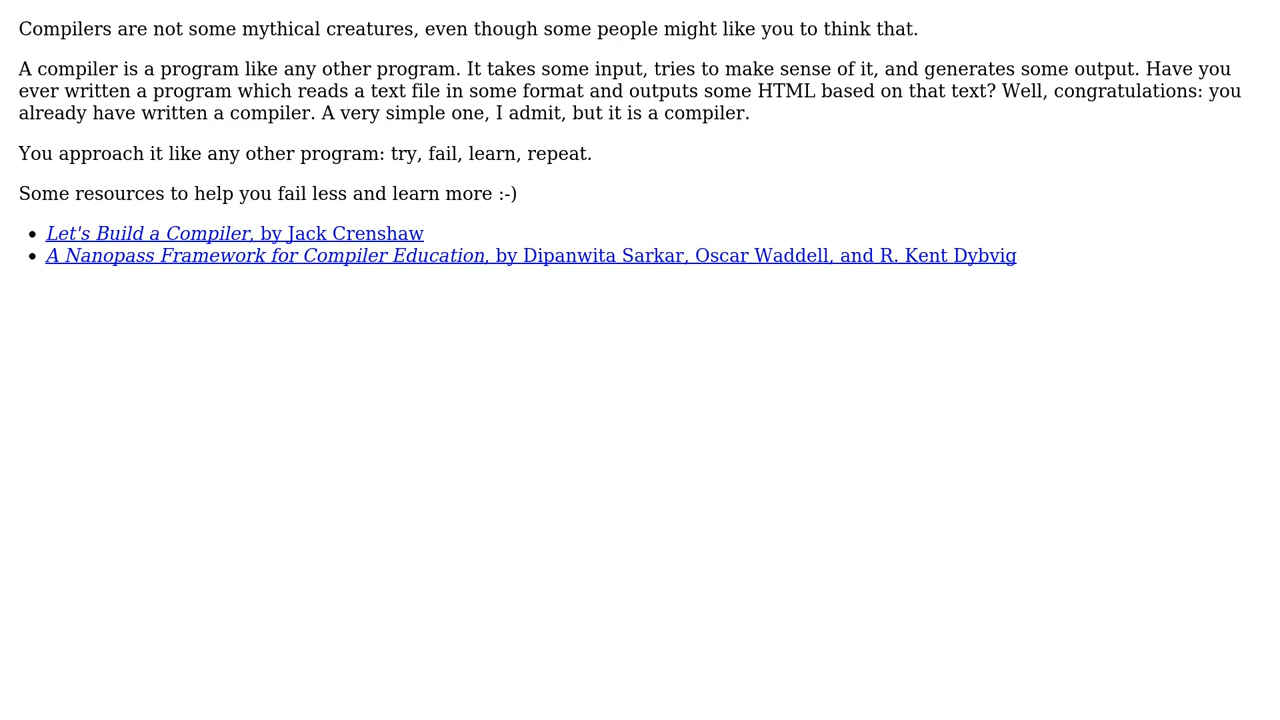 Compilers are not some mythical creatures, even though some people might like you to think that.
A compiler is a program like any other program. It takes some input, tries to make sense of it, and generates some output. Have you
ever written a program which reads a text file in some format and outputs some HTML based on that text? Well, congratulations: you
already have written a compiler. A very simple one, I admit, but it is a compiler.
You approach it like any other program: try, fail, learn, repeat.
Some resources to help you fail less and learn more :-)
• Let's Build a Compiler, by Jack Crenshaw
• A Nanopass Framework for Compiler Education, by Dipanwita Sarkar, Oscar Waddell, and R. Kent Dybvig